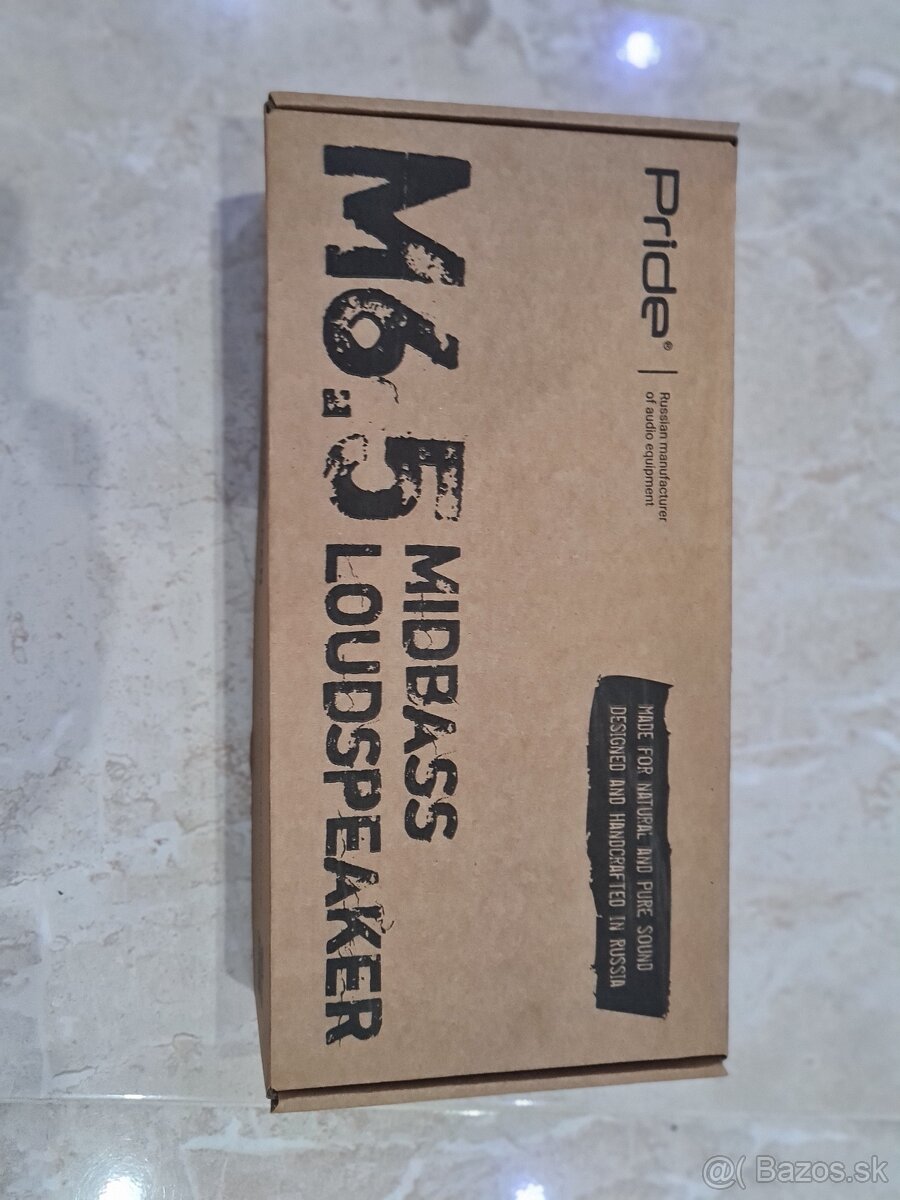 Pride®
Russian manufacturer
of audio equipment
MADE FOR NATURAL AND PURE SOUND
DESIGNED AND HANDCRAFTED IN RUSSIA
M6.5
MIDBASS
LOUDSPEAKER
@( Bazos.sk